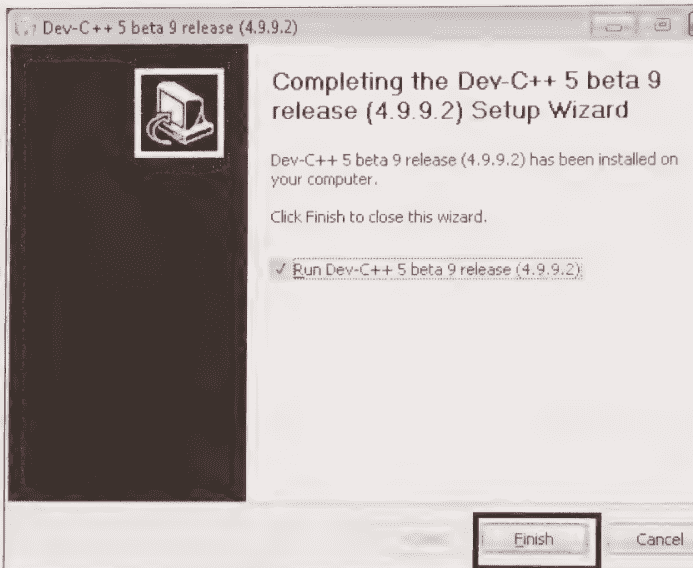 Dev-C++ 5 beta 9 release (4.9.9.2)
Completing the Dev-C++ 5 beta 9
release (4.9.9.2) Setup Wizard
Dev-C++ 5 beta 9 release (4.9.9.2) has been installed on
your computer.
Click Finish to close this wizard.
Run Dev-C++ 5 beta 9 release (4.9.9.2)
Finish
Cancel